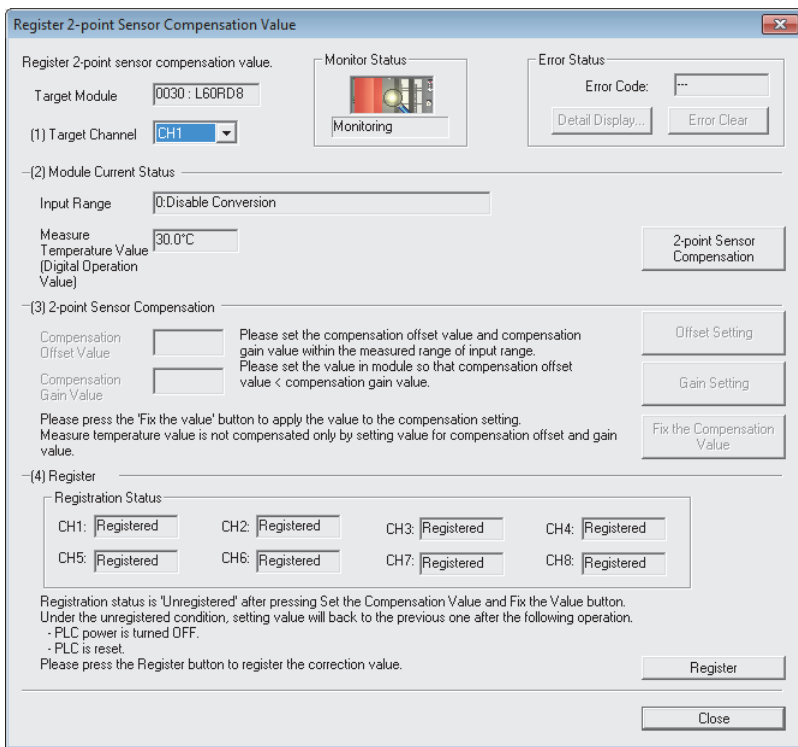 Register 2-point Sensor Compensation Value
Register 2-point sensor compensation value.
Target Module
0030 : L60RD8
(1) Target Channel
CH1
Monitor Status
Monitoring
Error Status
Error Code:
---
Detail Display...
Error Clear
(2) Module Current Status
Input Range
0:Disable Conversion
Measure
Temperature Value
(Digital Operation
Value)
30.0°C
2-point Sensor
Compensation
(3) 2-point Sensor Compensation
Compensation
Offset Value
Compensation
Gain Value
Please set the compensation offset value and compensation
gain value within the measured range of input range.
Please set the value in module so that compensation offset
value < compensation gain value.
Offset Setting
Gain Setting
Please press the 'Fix the value' button to apply the value to the compensation setting.
Measure temperature value is not compensated only by setting value for compensation offset and gain
value.
Fix the Compensation
Value
(4) Register
Registration Status
CH1: Registered CH2: Registered CH3: Registered CH4: Registered
CH5: Registered CH6: Registered CH7: Registered CH8: Registered
Registration status is 'Unregistered' after pressing Set the Compensation Value and Fix the Value button.
Under the unregistered condition, setting value will back to the previous one after the following operation.
- PLC power is turned OFF.
- PLC is reset.
Please press the Register button to register the correction value.
Register
Close